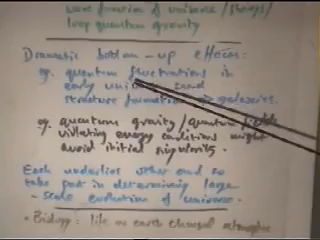 wave function of universe / strings /
loop quantum gravity
Dramatic bottom-up effects:
eg. quantum fluctuations in
early universe
structure formation → galaxies.
eg. quantum gravity / quantum fields
violating energy conditions might
avoid initial singularity.
Each underlies other and so
take part in determining large
-scale evolution of universe.
• Biology: life on earth changed atmosphere